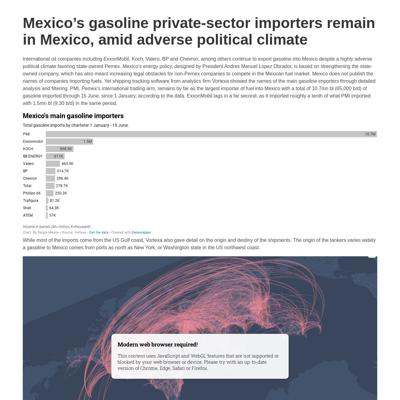 Mexico’s gasoline private-sector importers remain
in Mexico, amid adverse political climate
International oil companies including ExxonMobil, Koch, Valero, BP and Chevron, among others continue to export gasoline into Mexico despite a highly adverse
political climate favoring state-owned Pemex. Mexico's energy policy, designed by President Andres Manuel Lopez Obrador, is based on strengthening the state-
owned company, which has also meant increasing legal obstacles for non-Pemex companies to compete in the Mexican fuel market. Mexico does not publish the
names of companies importing fuels. Yet shipping tracking software from analytics firm Vortexa showed the names of the main gasoline importers through detailed
analysis and filtering. PMI, Pemex's international trading arm, remains by far as the largest importer of fuel into Mexico with a total of 10.7mn bl (65,000 b/d) of
gasoline imported through 15 June, since 1 January, according to the data. ExxonMobil lags in a far second, as it imported roughly a tenth of what PMI imported
with 1.5mn bl (9,30 b/d) in the same period.
Mexico's main gasoline importers
Total gasoline imports by charterer 1 January - 15 June.
PMI 10.7M
Exxonmobil 1.5M
KOCH
BB ENERGY
Valero 463.9K
BP 314.7K
Chevron 296.4K
Total 279.7K
Phillips 66 250.2K
Trafigura 81.2K
Shell 64.3K
ATEM 57K
Chart: By Sergio Meana • Source: Vortexa • Get the data • Created with Datawrapper
While most of the imports come from the US Gulf coast, Vortexa also gave detail on the origin and destiny of the shipments. The origin of the tankers varies widely
a gasoline to Mexico comes from ports as north as New York, or Washington state in the US northwest coast.
Modern web browser required!
This content uses JavaScript and WebGL features that are not supported or
blocked by your web browser or device. Please try with an up-to-date
version of Chrome, Edge, Safari or Firefox.